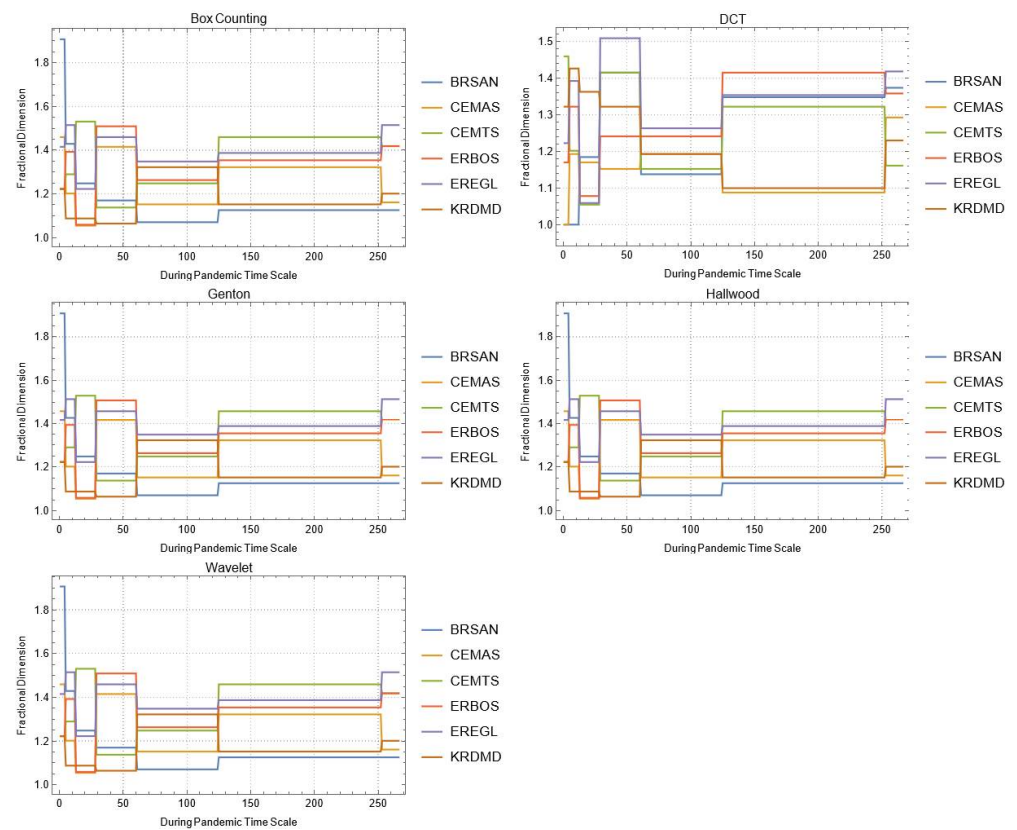 Box Counting
Fractional Dimension
1.8
1.6
1.4
1.2
1.0
0 50 100 150 200 250
During Pandemic Time Scale
BRSAN
CEMAS
CEMTS
ERBOS
EREGL
KRDMD
DCT
Fractional Dimension
1.5
1.4
1.3
1.2
1.1
1.0
0 50 100 150 200 250
During Pandemic Time Scale
BRSAN
CEMAS
CEMTS
ERBOS
EREGL
KRDMD
Genton
Fractional Dimension
1.8
1.6
1.4
1.2
1.0
0 50 100 150 200 250
During Pandemic Time Scale
BRSAN
CEMAS
CEMTS
ERBOS
EREGL
KRDMD
Hallwood
Fractional Dimension
1.8
1.6
1.4
1.2
1.0
0 50 100 150 200 250
During Pandemic Time Scale
BRSAN
CEMAS
CEMTS
ERBOS
EREGL
KRDMD
Wavelet
Fractional Dimension
1.8
1.6
1.4
1.2
1.0
0 50 100 150 200 250
During Pandemic Time Scale
BRSAN
CEMAS
CEMTS
ERBOS
EREGL
KRDMD